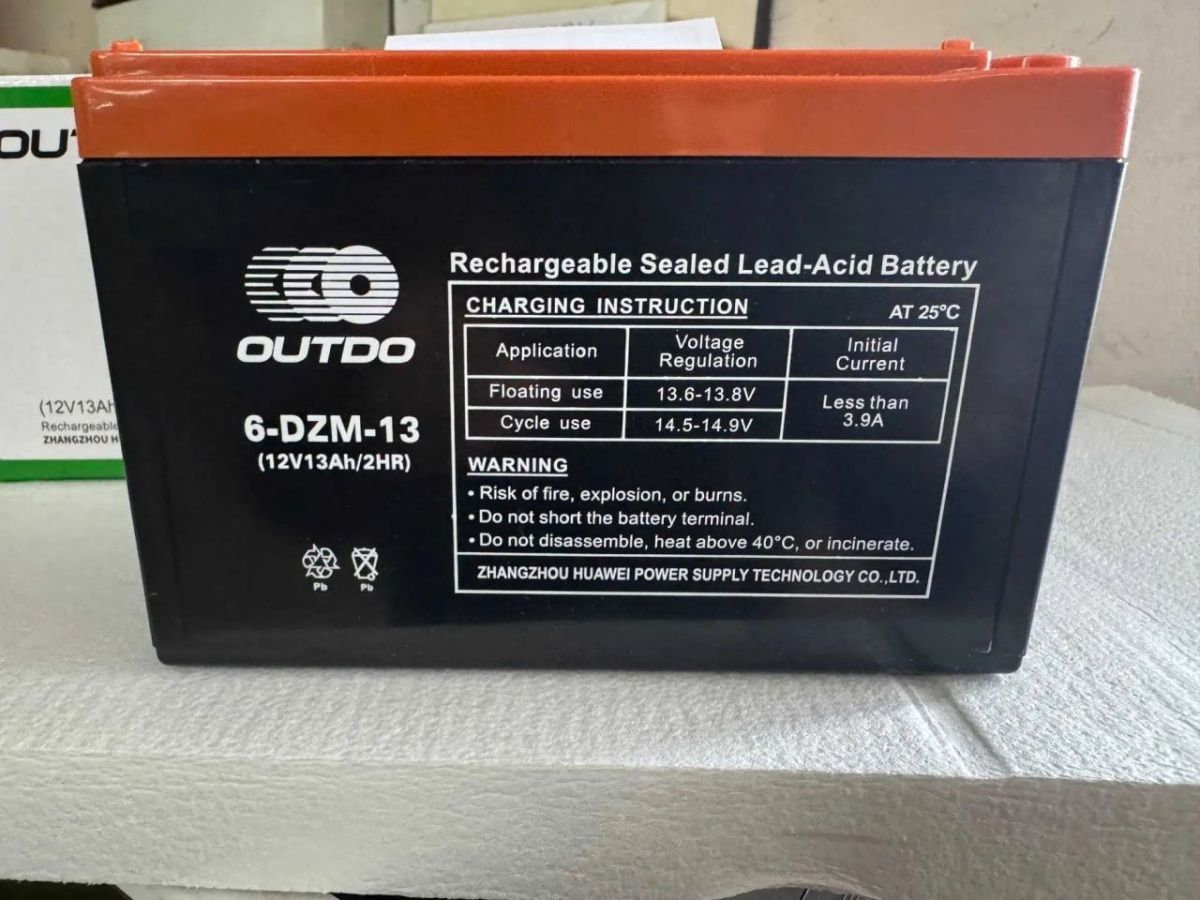 OUTDO
6-DZM-13
(12V13Ah/2HR)
Pb Pb
Rechargeable Sealed Lead-Acid Battery
CHARGING INSTRUCTION AT 25°C
Application Voltage Regulation Initial Current
Floating use 13.6-13.8V Less than 3.9A
Cycle use 14.5-14.9V
WARNING
• Risk of fire, explosion, or burns.
• Do not short the battery terminal.
• Do not disassemble, heat above 40°C, or incinerate.
ZHANGZHOU HUAWEI POWER SUPPLY TECHNOLOGY CO.,LTD.
(12V13Ah
Rechargeable
ZHANGZHOU H